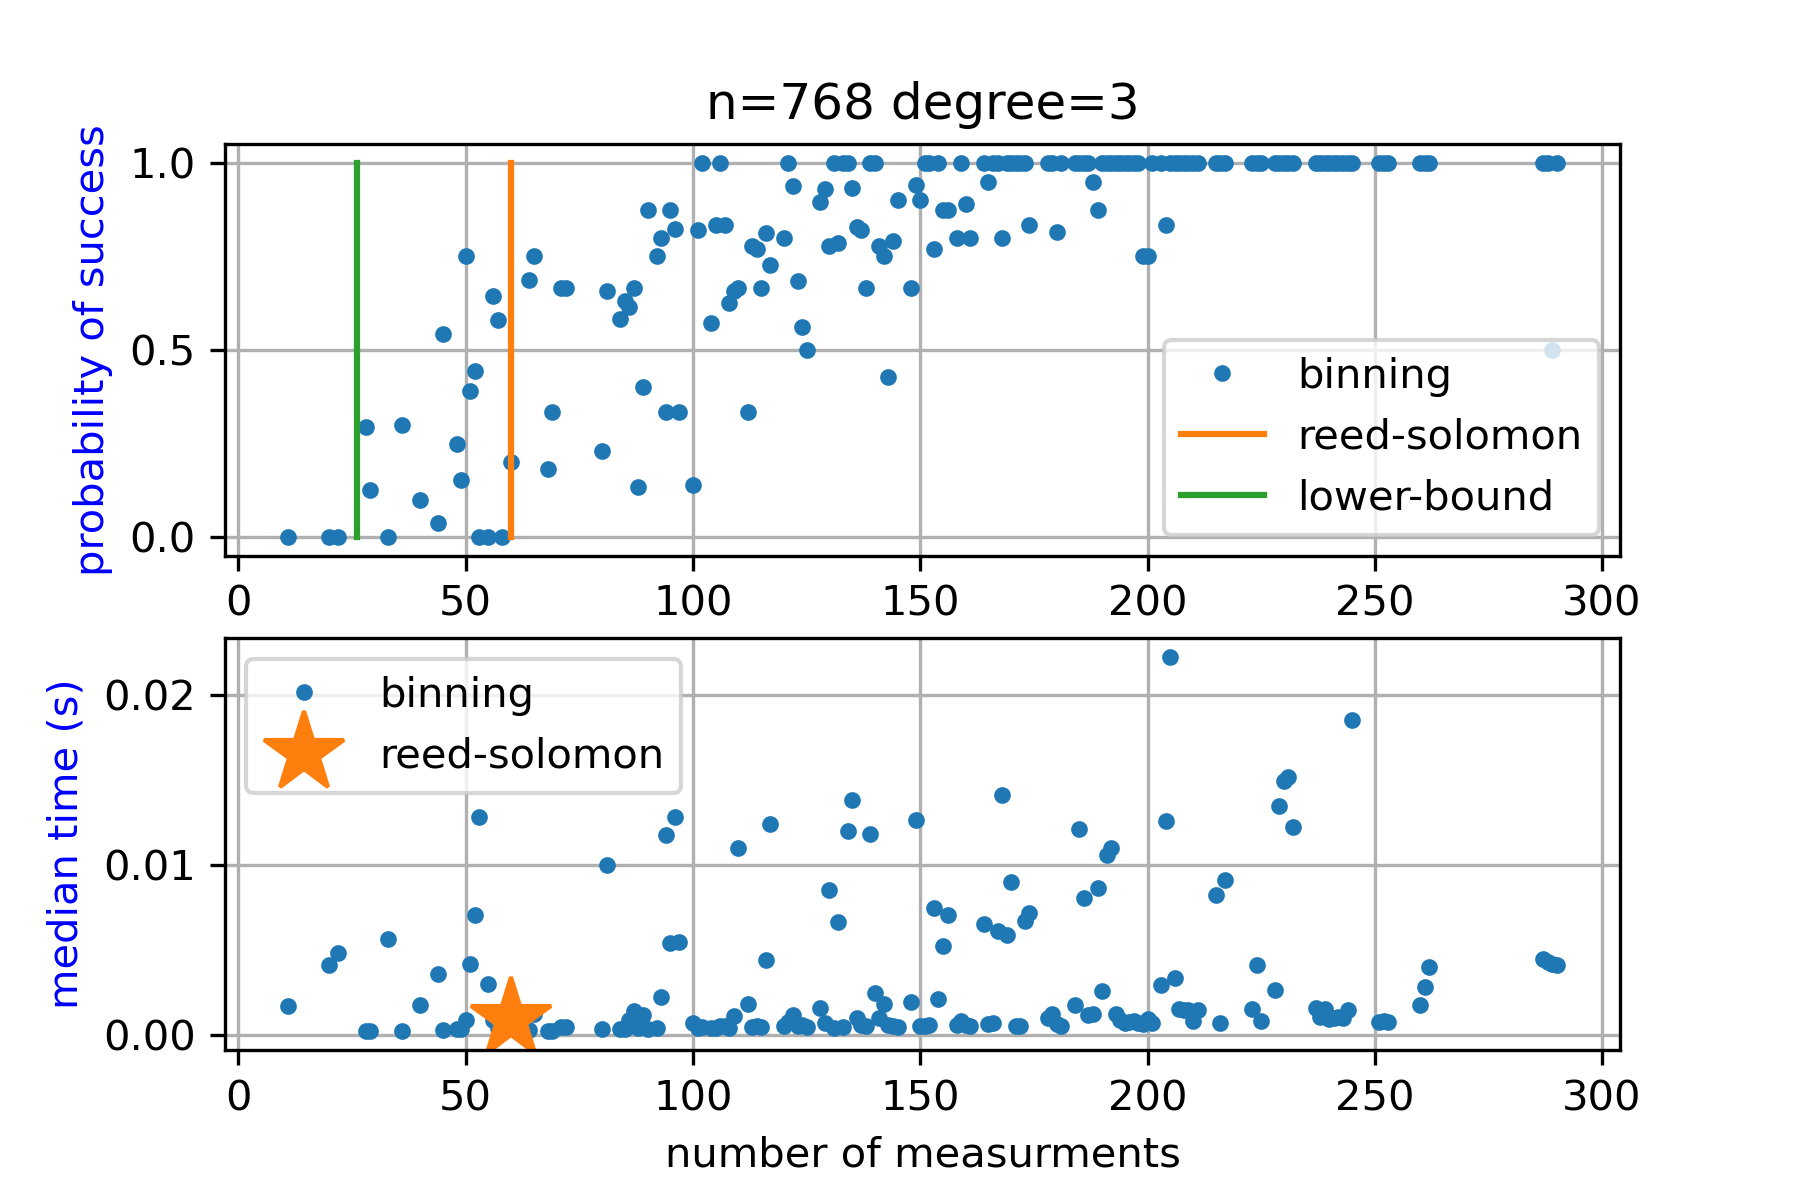 n=768 degree=3
probability of success
1.0
0.5
0.0
binning
reed-solomon
lower-bound
0 50 100 150 200 250 300
median time (s)
0.02
0.01
0.00
binning
reed-solomon
0 50 100 150 200 250 300
number of measurments